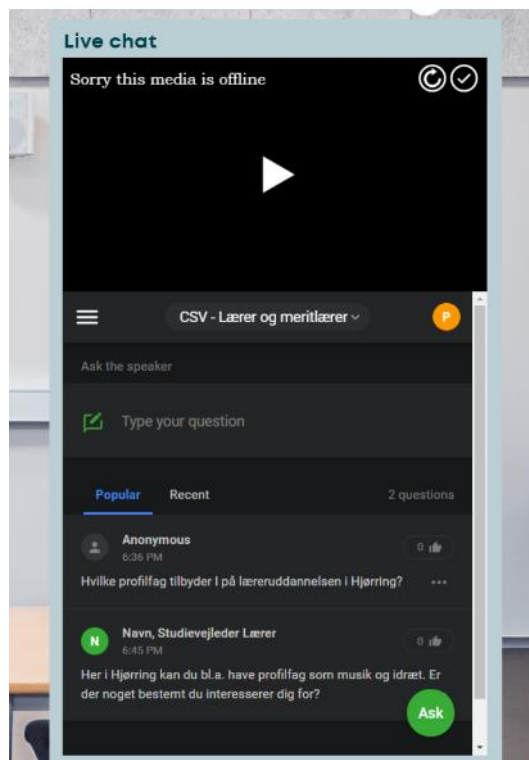 Live chat
Sorry this media is offline
CSV - Lærer og meritlærer
P
Ask the speaker
Type your question
Popular Recent 2 questions
Anonymous
6:36 PM
0
Hvilke profilfag tilbyder I på læreruddannelsen i Hjørring?
N
Navn, Studievejleder Lærer
6:45 PM
0
Her i Hjørring kan du bl.a. have profilfag som musik og idræt. Er
der noget bestemt du interesserer dig for?
Ask